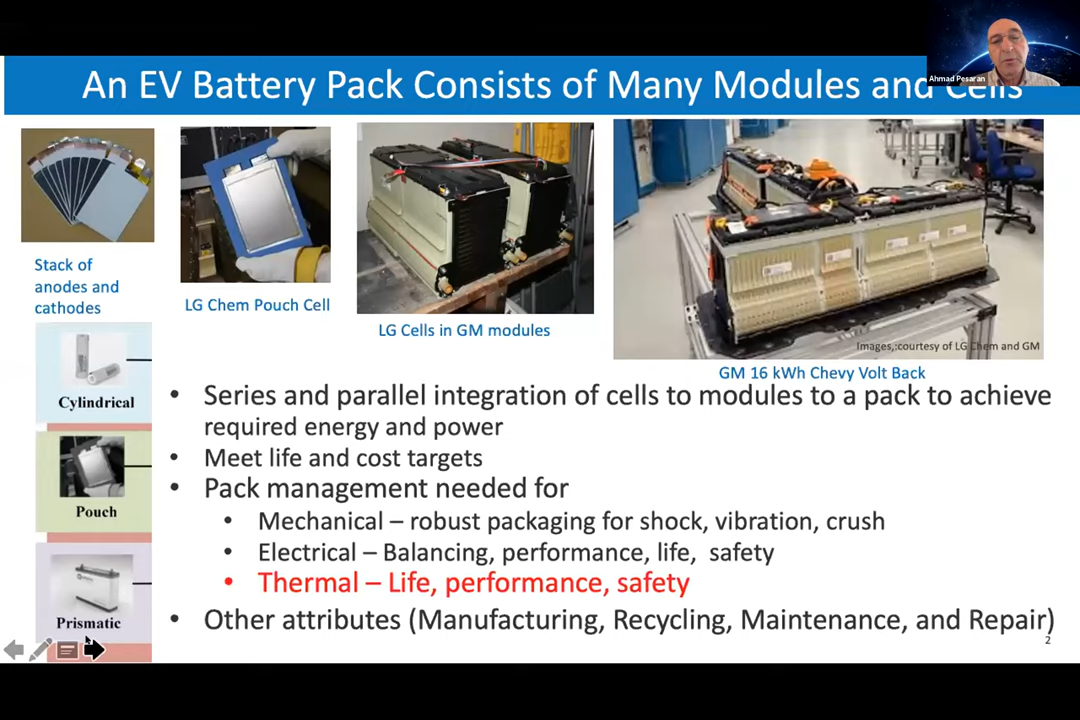 Ahmad Pesaran
An EV Battery Pack Consists of Many Modules and Cells
Stack of
anodes and
cathodes
LG Chem Pouch Cell
LG Cells in GM modules
Images,:courtesy of LG Chem and GM
GM 16 kWh Chevy Volt Back
Cylindrical
Pouch
Prismatic
• Series and parallel integration of cells to modules to a pack to achieve
required energy and power
• Meet life and cost targets
• Pack management needed for
• Mechanical – robust packaging for shock, vibration, crush
• Electrical – Balancing, performance, life, safety
• Thermal – Life, performance, safety
• Other attributes (Manufacturing, Recycling, Maintenance, and Repair)
2